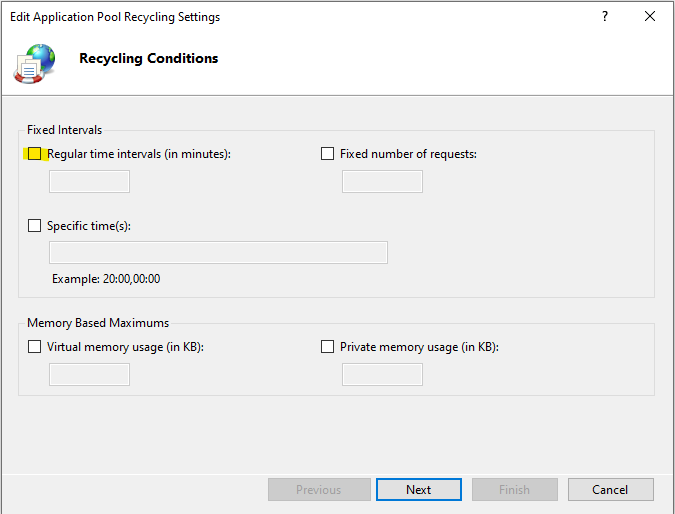 Edit Application Pool Recycling Settings
?
Recycling Conditions
Fixed Intervals
Regular time intervals (in minutes):
Fixed number of requests:
Specific time(s):
Example: 20:00,00:00
Memory Based Maximums
Virtual memory usage (in KB):
Private memory usage (in KB):
Previous
Next
Finish
Cancel